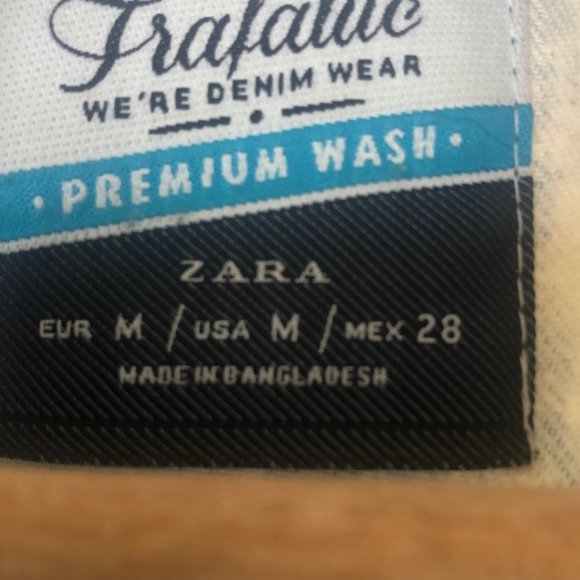 Trafaluc
WE'RE DENIM WEAR
• PREMIUM WASH •
ZARA
EUR M / USA M / MEX 28
MADE IN BANGLADESH